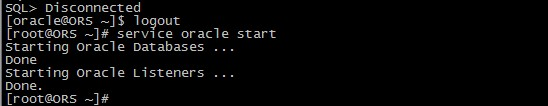 SQL> Disconnected
[oracle@ORS ~]$ logout
[root@ORS ~]# service oracle start
Starting Oracle Databases ...
Done
Starting Oracle Listeners ...
Done.
[root@ORS ~]#